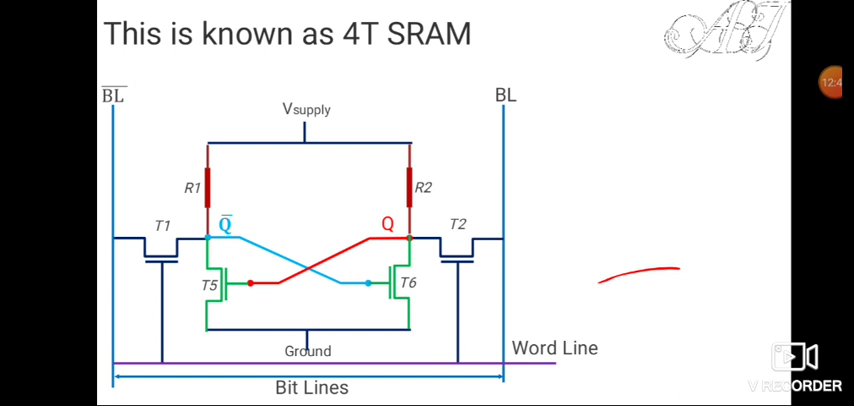 This is known as 4T SRAM
12:4
B̅L̅
BL
Vsupply
R1
R2
T1
Q̅
Q
T2
T5
T6
Ground
Word Line
Bit Lines
V RECORDER